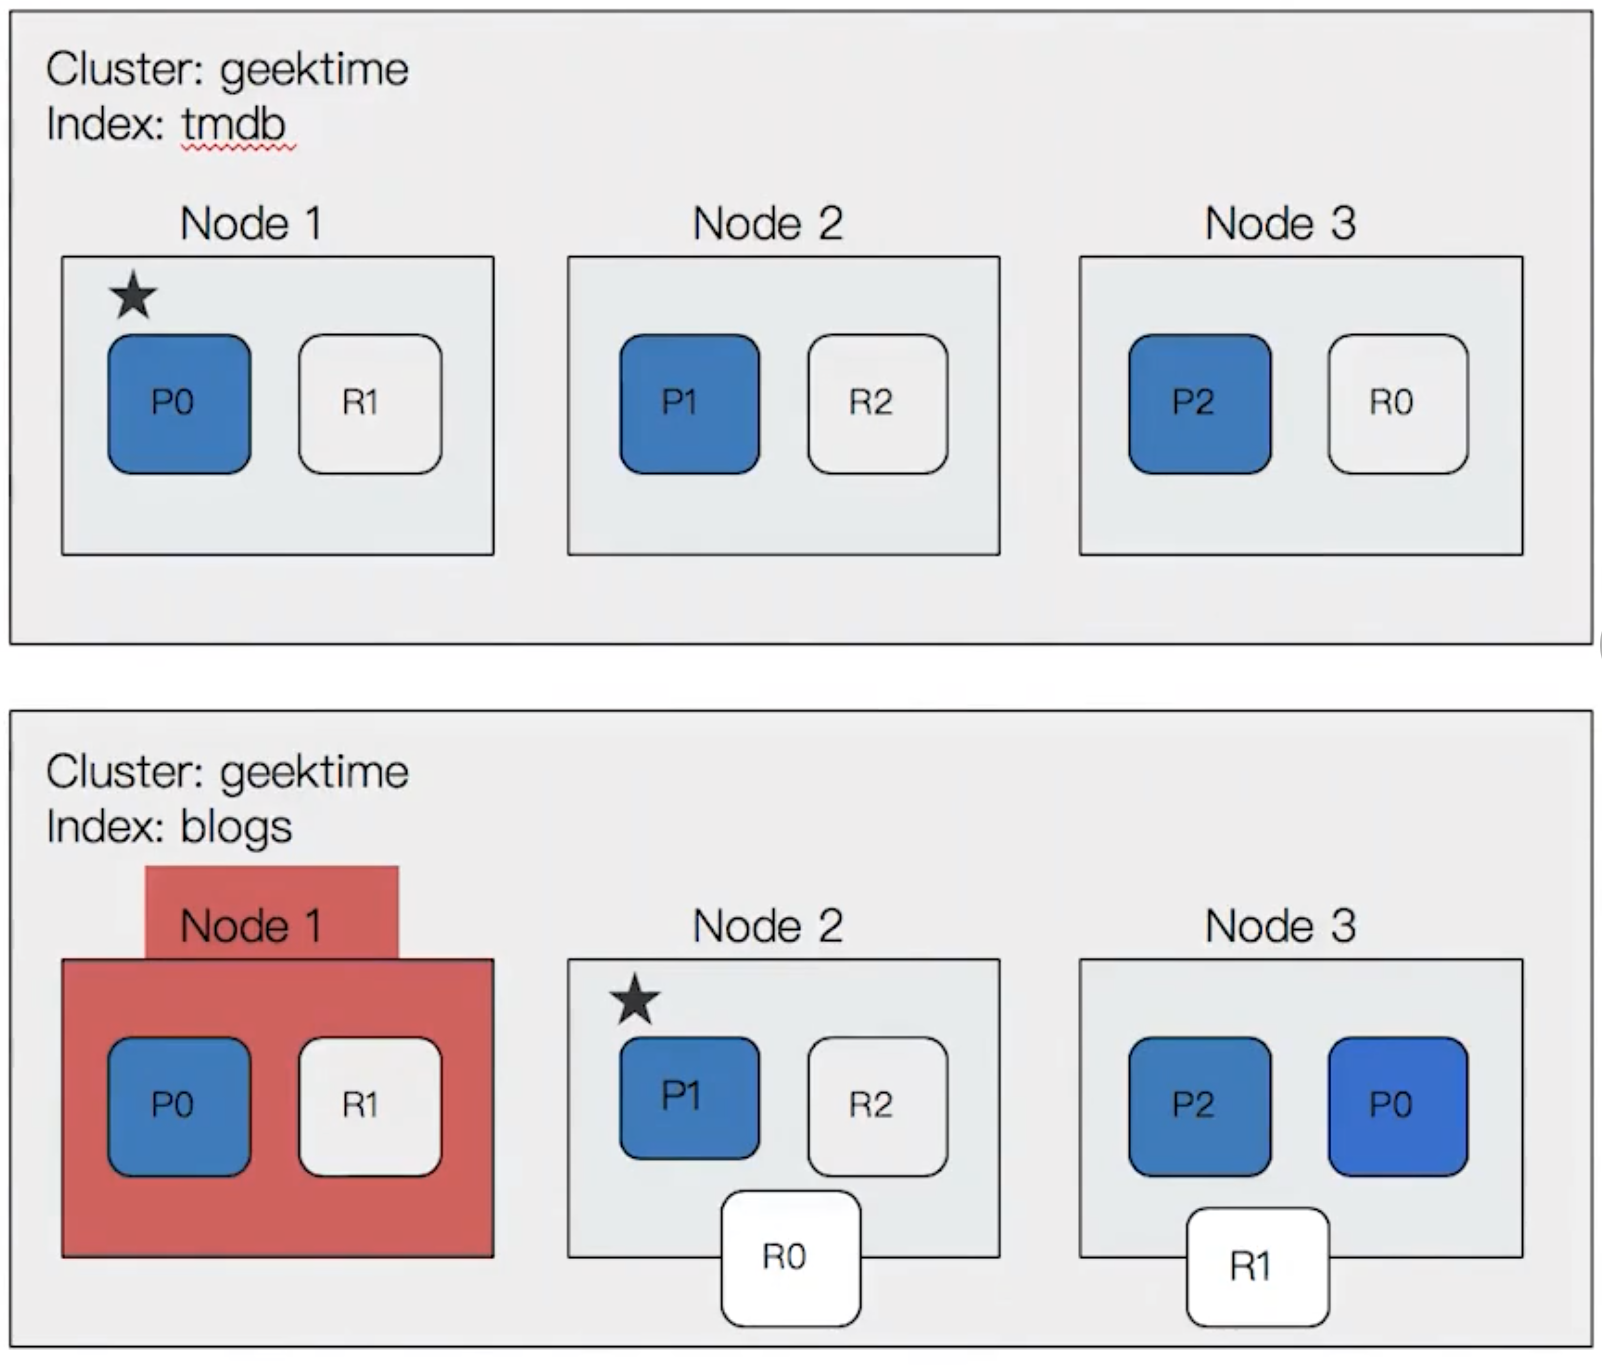 Cluster: geektime
Index: tmdb
Node 1
Node 2
Node 3
P0
R1
P1
R2
P2
R0
Cluster: geektime
Index: blogs
Node 1
Node 2
Node 3
P0
R1
P1
R2
P2
P0
R0
R1